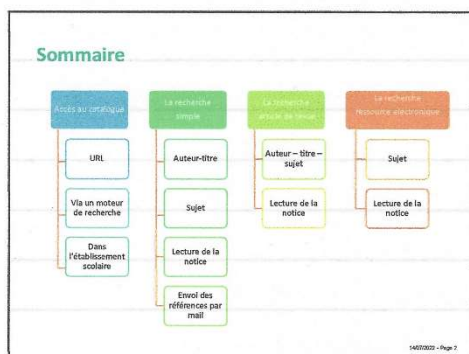 Sommaire
Accès au catalogue
URL
Via un moteur
de recherche
Dans
l'établissement
scolaire
La recherche
simple
Auteur-titre
Sujet
Lecture de la
notice
Envoi des
références par
mail
La recherche
article de revue
Auteur – titre –
sujet
Lecture de la
notice
La recherche
Ressource électronique
Sujet
Lecture de la
notice
14/07/2022 – Page 2